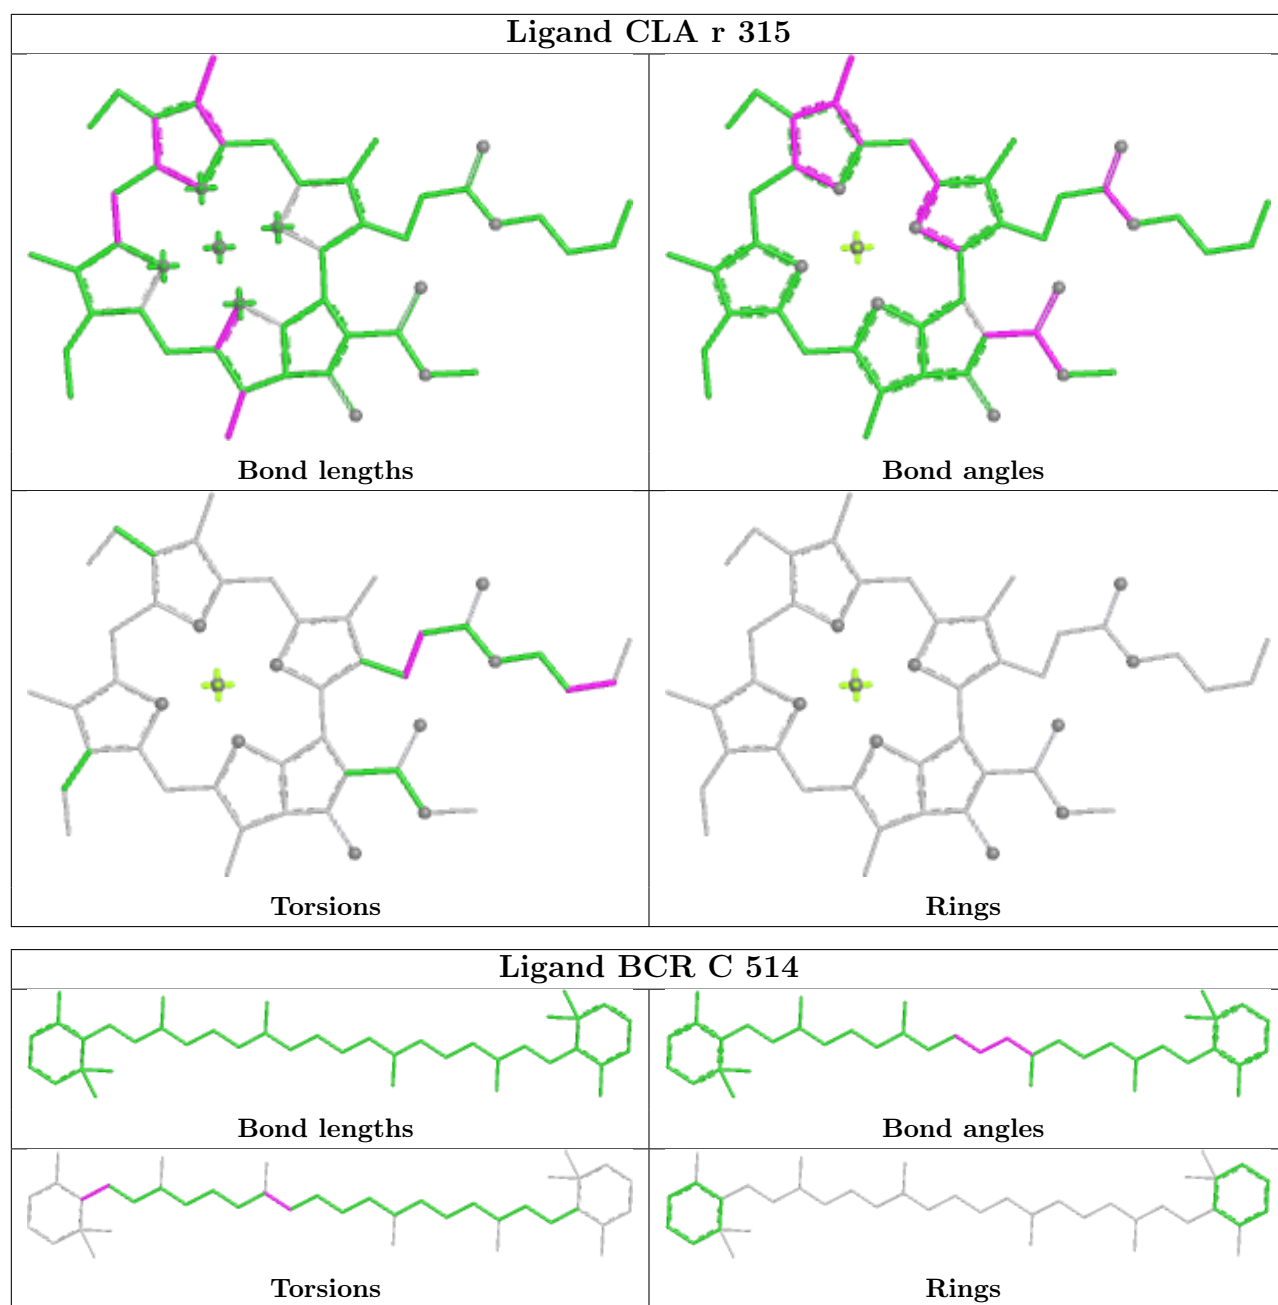 Ligand CLA r 315
Bond lengths
Bond angles
Torsions
Rings
Ligand BCR C 514
Bond lengths
Bond angles
Torsions
Rings